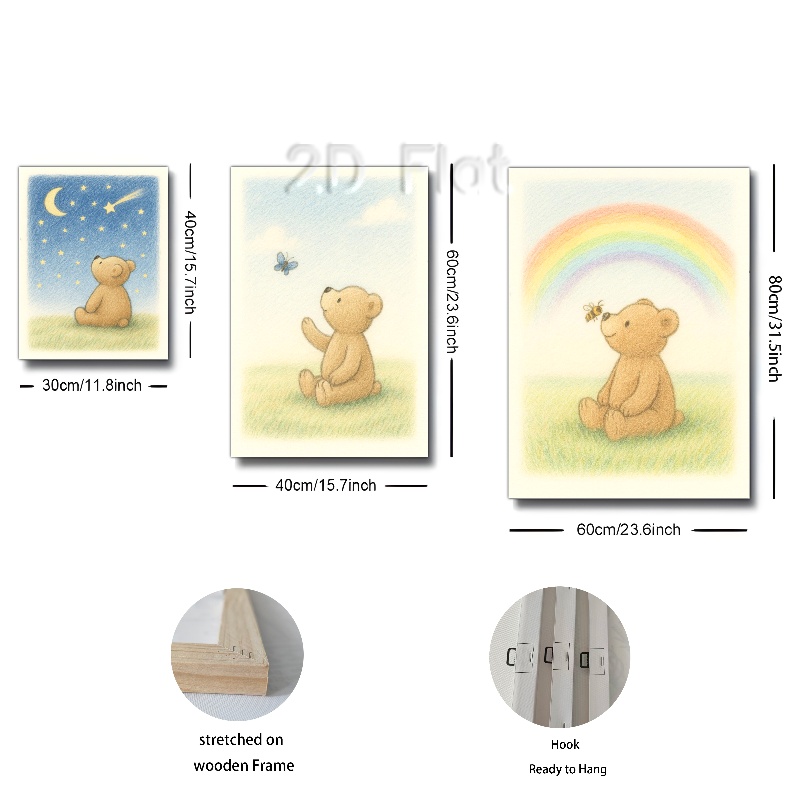 2D Flat
40cm/15.7inch
30cm/11.8inch
60cm/23.6inch
40cm/15.7inch
80cm/31.5inch
60cm/23.6inch
stretched on
wooden Frame
Hook
Ready to Hang